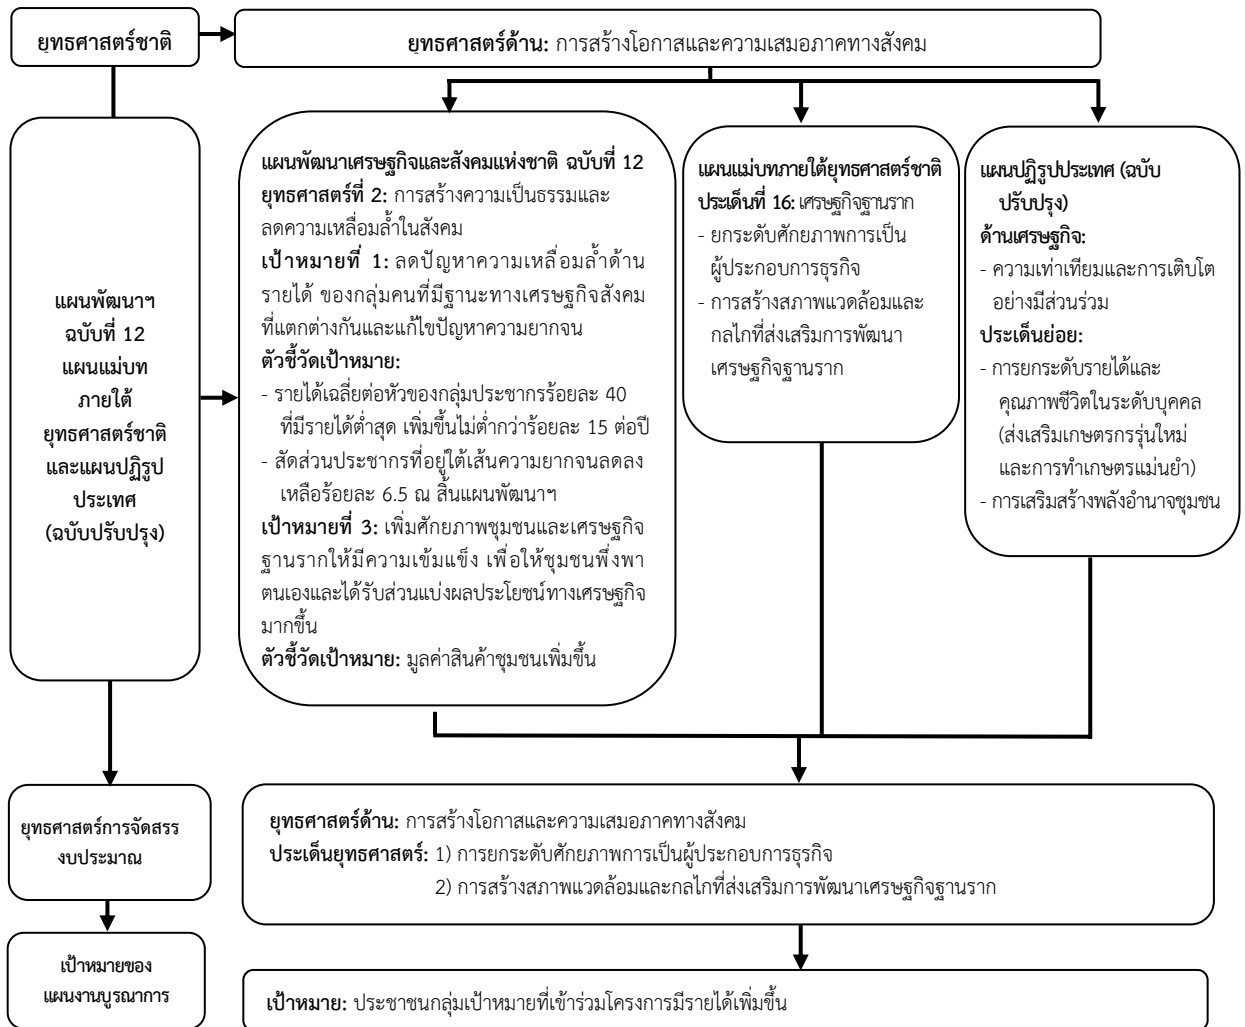 ยุทธศาสตร์ชาติ
ยุทธศาสตร์ด้าน: การสร้างโอกาสและความเสมอภาคทางสังคม
แผนพัฒนาฯ
ฉบับที่ 12
แผนแม่บท
ภายใต้
ยุทธศาสตร์ชาติ
และแผนปฏิรูป
ประเทศ
(ฉบับปรับปรุง)
แผนพัฒนาเศรษฐกิจและสังคมแห่งชาติ ฉบับที่ 12
ยุทธศาสตร์ที่ 2: การสร้างความเป็นธรรมและ
ลดความเหลื่อมล้ำในสังคม
เป้าหมายที่ 1: ลดปัญหาความเหลื่อมล้ำด้าน
รายได้ ของกลุ่มคนที่มีฐานะทางเศรษฐกิจสังคม
ที่แตกต่างกันและแก้ไขปัญหาความยากจน
ตัวชี้วัดเป้าหมาย:
- รายได้เฉลี่ยต่อหัวของกลุ่มประชากรร้อยละ 40
ที่มีรายได้ต่ำสุด เพิ่มขึ้นไม่ต่ำกว่าร้อยละ 15 ต่อปี
- สัดส่วนประชากรที่อยู่ใต้เส้นความยากจนลดลง
เหลือร้อยละ 6.5 ณ สิ้นแผนพัฒนาฯ
เป้าหมายที่ 3: เพิ่มศักยภาพชุมชนและเศรษฐกิจ
ฐานรากให้มีความเข้มแข็ง เพื่อให้ชุมชนพึ่งพา
ตนเองและได้รับส่วนแบ่งผลประโยชน์ทางเศรษฐกิจ
มากขึ้น
ตัวชี้วัดเป้าหมาย: มูลค่าสินค้าชุมชนเพิ่มขึ้น
แผนแม่บทภายใต้ยุทธศาสตร์ชาติ
ประเด็นที่ 16: เศรษฐกิจฐานราก
- ยกระดับศักยภาพการเป็น
ผู้ประกอบการธุรกิจ
- การสร้างสภาพแวดล้อมและ
กลไกที่ส่งเสริมการพัฒนา
เศรษฐกิจฐานราก
แผนปฏิรูปประเทศ (ฉบับ
ปรับปรุง)
ด้านเศรษฐกิจ:
- ความเท่าเทียมและการเติบโต
อย่างมีส่วนร่วม
ประเด็นย่อย:
- การยกระดับรายได้และ
คุณภาพชีวิตในระดับบุคคล
(ส่งเสริมเกษตรกรรุ่นใหม่
และการทำเกษตรแม่นยำ)
- การเสริมสร้างพลังอำนาจชุมชน
ยุทธศาสตร์การจัดสรร
งบประมาณ
ยุทธศาสตร์ด้าน: การสร้างโอกาสและความเสมอภาคทางสังคม
ประเด็นยุทธศาสตร์: 1) การยกระดับศักยภาพการเป็นผู้ประกอบการธุรกิจ
2) การสร้างสภาพแวดล้อมและกลไกที่ส่งเสริมการพัฒนาเศรษฐกิจฐานราก
เป้าหมายของ
แผนงานบูรณาการ
เป้าหมาย: ประชาชนกลุ่มเป้าหมายที่เข้าร่วมโครงการมีรายได้เพิ่มขึ้น